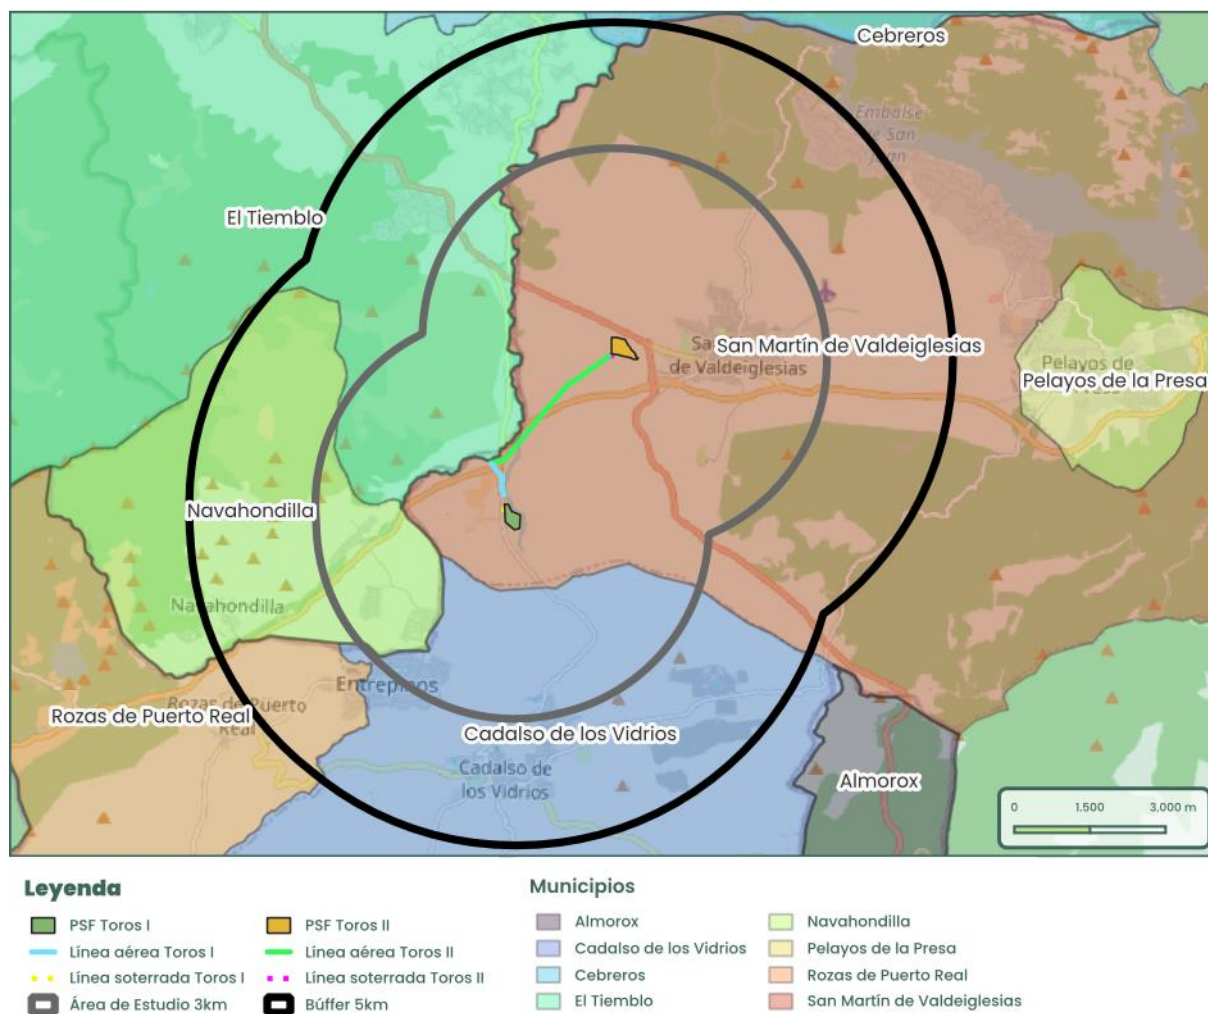 Cebreros
Embalse
de San
Juan
El Tiemblo
San Martín de Valdeiglesias
de Valdeiglesias
Pelayos de
Pelayos de la Presa
Navahondilla
Navahondilla
Rozas de Puerto
Rozas de Puerto Real
Real
Entrepinos
Cadalso de los Vidrios
Cadalso de
los Vidrios
Almorox
0 1,500 3,000 m
Leyenda
PSF Toros I
PSF Toros II
Línea aérea Toros I
Línea aérea Toros II
Línea soterrada Toros I
Línea soterrada Toros II
Área de Estudio 3km
Búffer 5km
Municipios
Almorox
Navahondilla
Cadalso de los Vidrios
Pelayos de la Presa
Cebreros
Rozas de Puerto Real
El Tiemblo
San Martín de Valdeiglesias